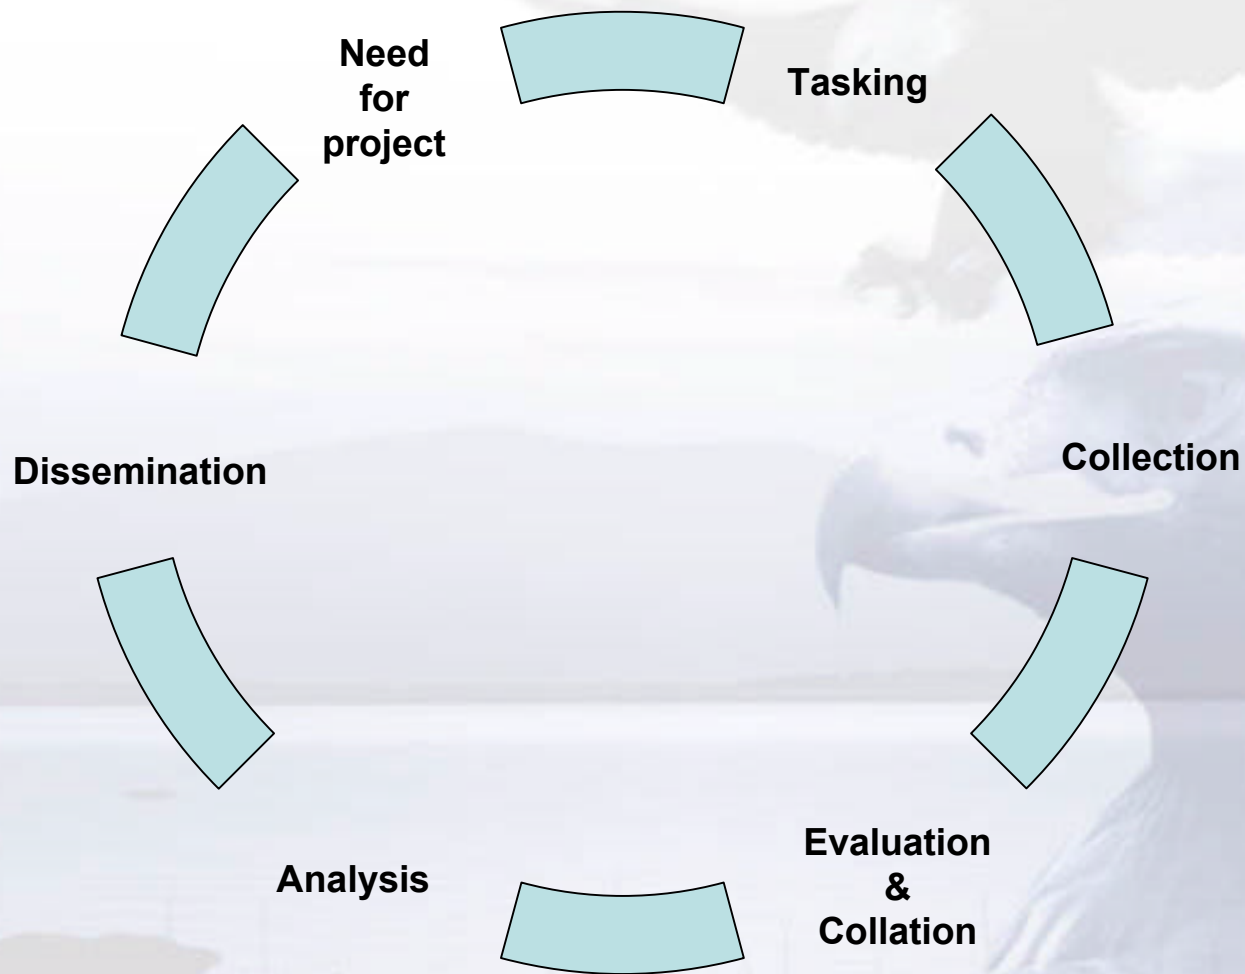 Need
for
project
Tasking
Collection
Evaluation
&
Collation
Analysis
Dissemination